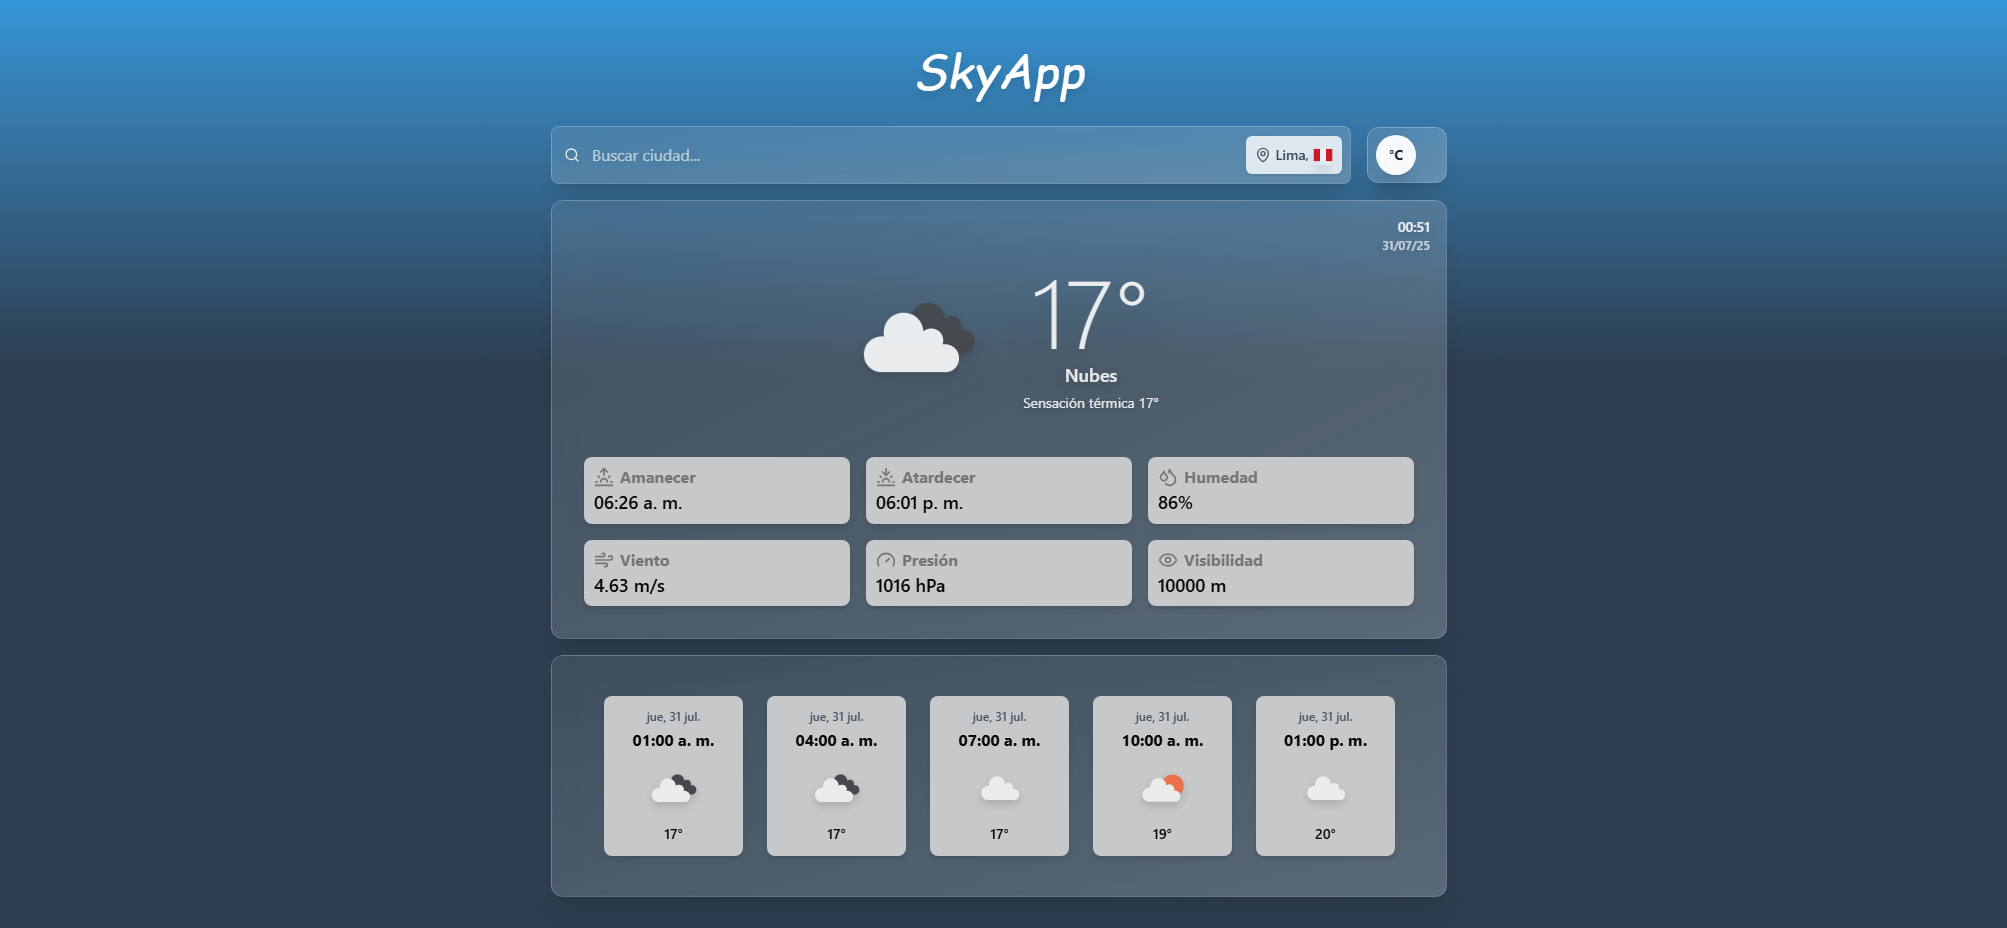 SkyApp
Buscar ciudad...
Lima,
°C
00:51
31/07/25
17°
Nubes
Sensación térmica 17°
Amanecer
06:26 a. m.
Atardecer
06:01 p. m.
Humedad
86%
Viento
4.63 m/s
Presión
1016 hPa
Visibilidad
10000 m
jue, 31 jul.
01:00 a. m.
17°
jue, 31 jul.
04:00 a. m.
17°
jue, 31 jul.
07:00 a. m.
17°
jue, 31 jul.
10:00 a. m.
19°
jue, 31 jul.
01:00 p. m.
20°